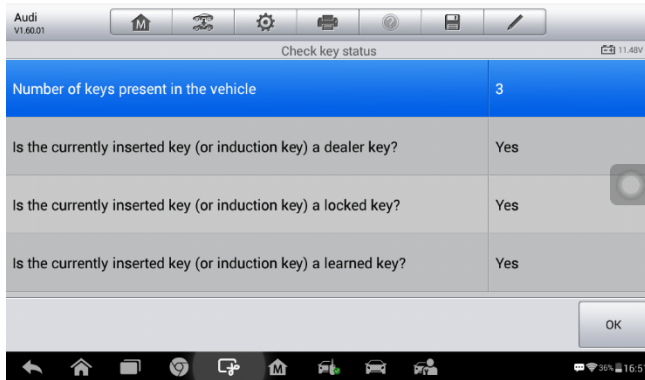 Audi
V1.60.01
Check key status
11.48V
Number of keys present in the vehicle 3
Is the currently inserted key (or induction key) a dealer key? Yes
Is the currently inserted key (or induction key) a locked key? Yes
Is the currently inserted key (or induction key) a learned key? Yes
OK
M M 36% 16:5